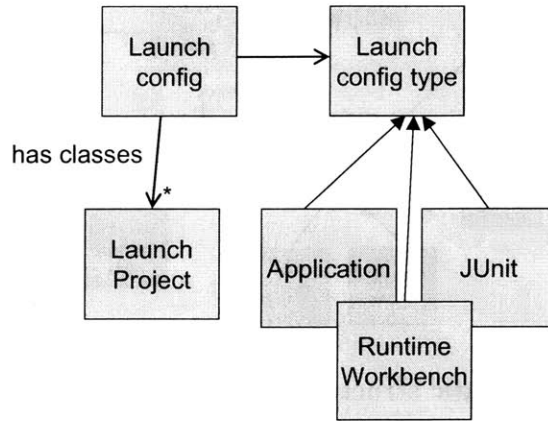 Launch
config
Launch
config type
has classes
*
Launch
Project
Application
JUnit
Runtime
Workbench